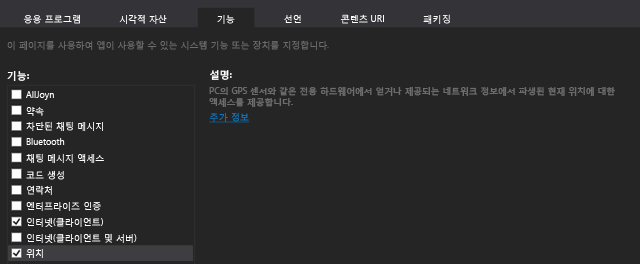 응용 프로그램 시각적 자산 기능 선언 콘텐츠 URI 패키징
이 페이지를 사용하여 앱이 사용할 수 있는 시스템 기능 또는 장치를 지정합니다.
기능:
AllJoyn
약속
차단된 채팅 메시지
Bluetooth
채팅 메시지 액세스
코드 생성
연락처
엔터프라이즈 인증
인터넷(클라이언트)
인터넷(클라이언트 및 서버)
위치
설명:
PC의 GPS 센서와 같은 전용 하드웨어에서 얻거나 제공되는 네트워크 정보에서 파생된 현재 위치에 대한
액세스를 제공합니다.
추가 정보